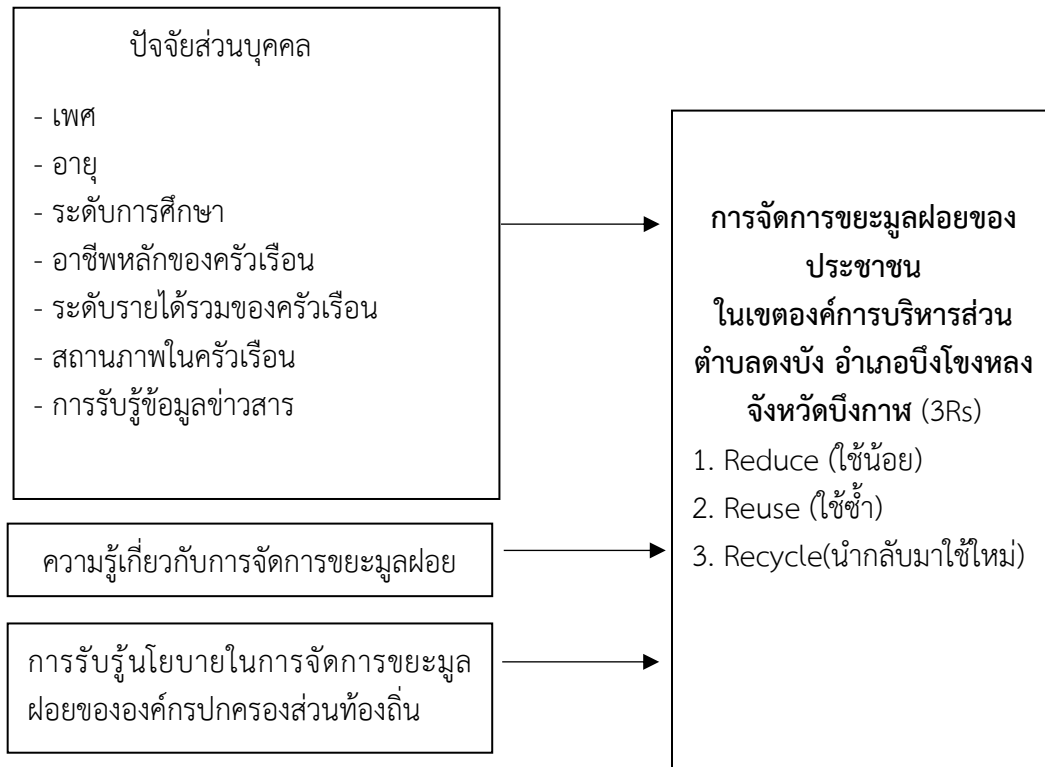 ปัจจัยส่วนบุคคล
- เพศ
- อายุ
- ระดับการศึกษา
- อาชีพหลักของครัวเรือน
- ระดับรายได้รวมของครัวเรือน
- สถานภาพในครัวเรือน
- การรับรู้ข้อมูลข่าวสาร
ความรู้เกี่ยวกับการจัดการขยะมูลฝอย
การรับรู้นโยบายในการจัดการขยะมูล
ฝอยขององค์กรปกครองส่วนท้องถิ่น
การจัดการขยะมูลฝอยของ
ประชาชน
ในเขตองค์การบริหารส่วน
ตำบลดงบัง อำเภอบึงโขงหลง
จังหวัดบึงกาฬ (3Rs)
1. Reduce (ใช้น้อย)
2. Reuse (ใช้ซ้ำ)
3. Recycle(นำกลับมาใช้ใหม่)